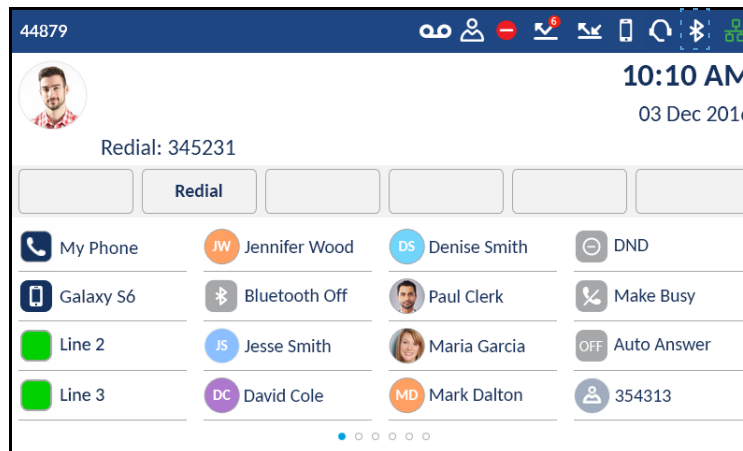 44879
6
10:10 AM
03 Dec 2016
Redial: 345231
Redial
My Phone
JW Jennifer Wood
DS Denise Smith
DND
Galaxy S6
Bluetooth Off
Paul Clerk
Make Busy
Line 2
JS Jesse Smith
Maria Garcia
OFF Auto Answer
Line 3
DC David Cole
MD Mark Dalton
354313